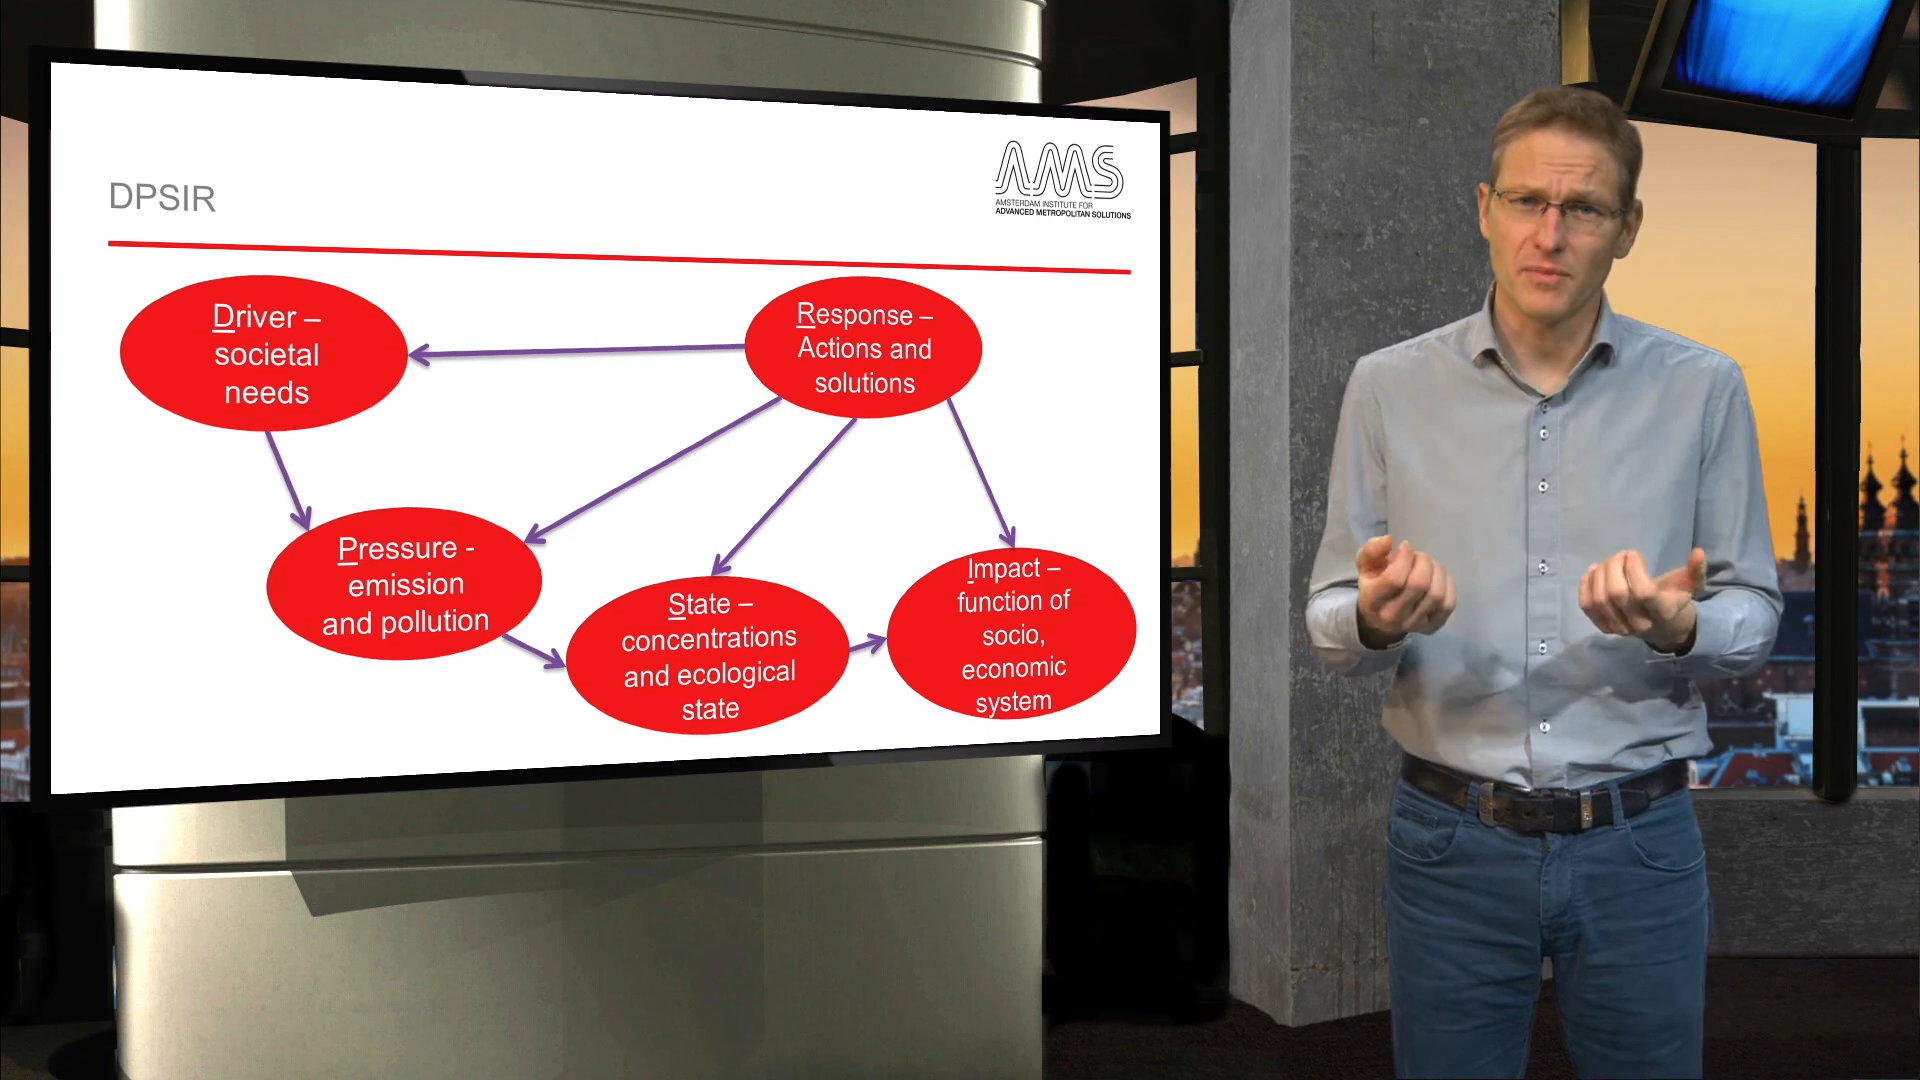 DPSIR
AMS
AMSTERDAM INSTITUTE FOR
ADVANCED METROPOLITAN SOLUTIONS
Driver –
societal
needs
Response –
Actions and
solutions
Pressure -
emission
and pollution
State –
concentrations
and ecological
state
Impact –
function of
socio,
economic
system